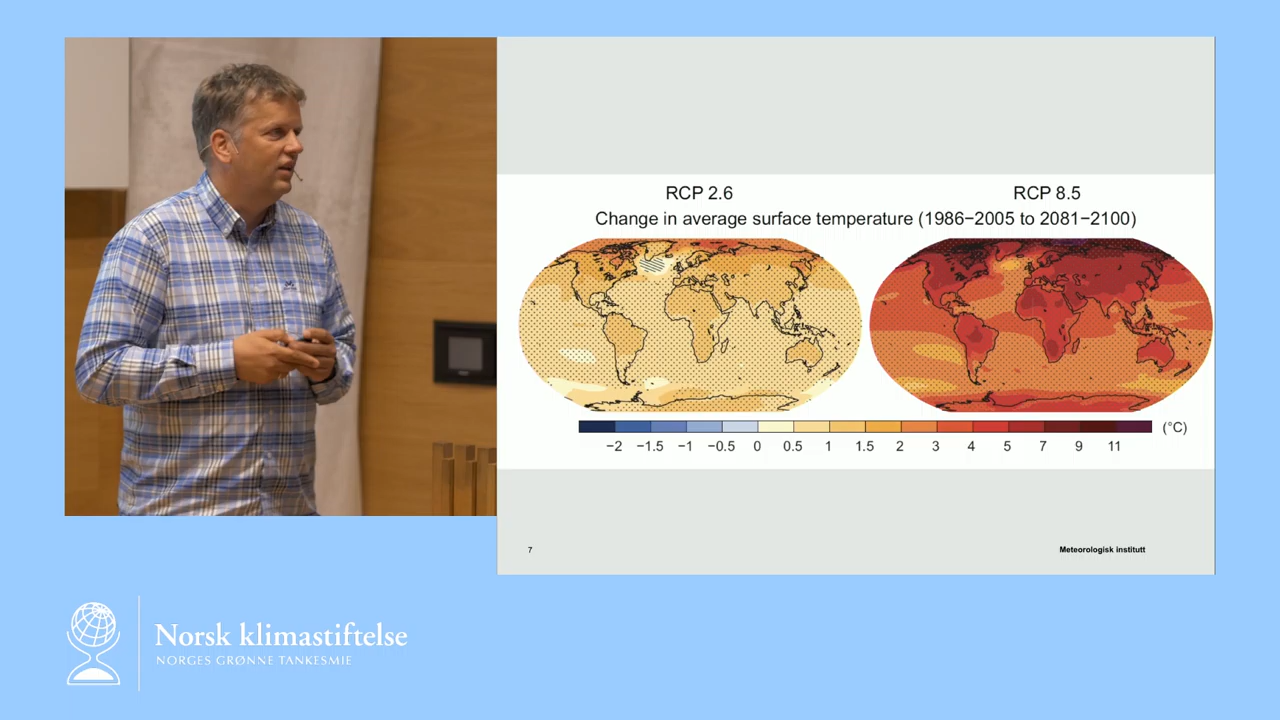 RCP 2.6
RCP 8.5
Change in average surface temperature (1986−2005 to 2081−2100)
−2 −1.5 −1 −0.5 0 0.5 1 1.5 2 3 4 5 7 9 11 (°C)
7
Meteorologisk institutt
Norsk klimastiftelse
NORGES GRØNNE TANKESMIE